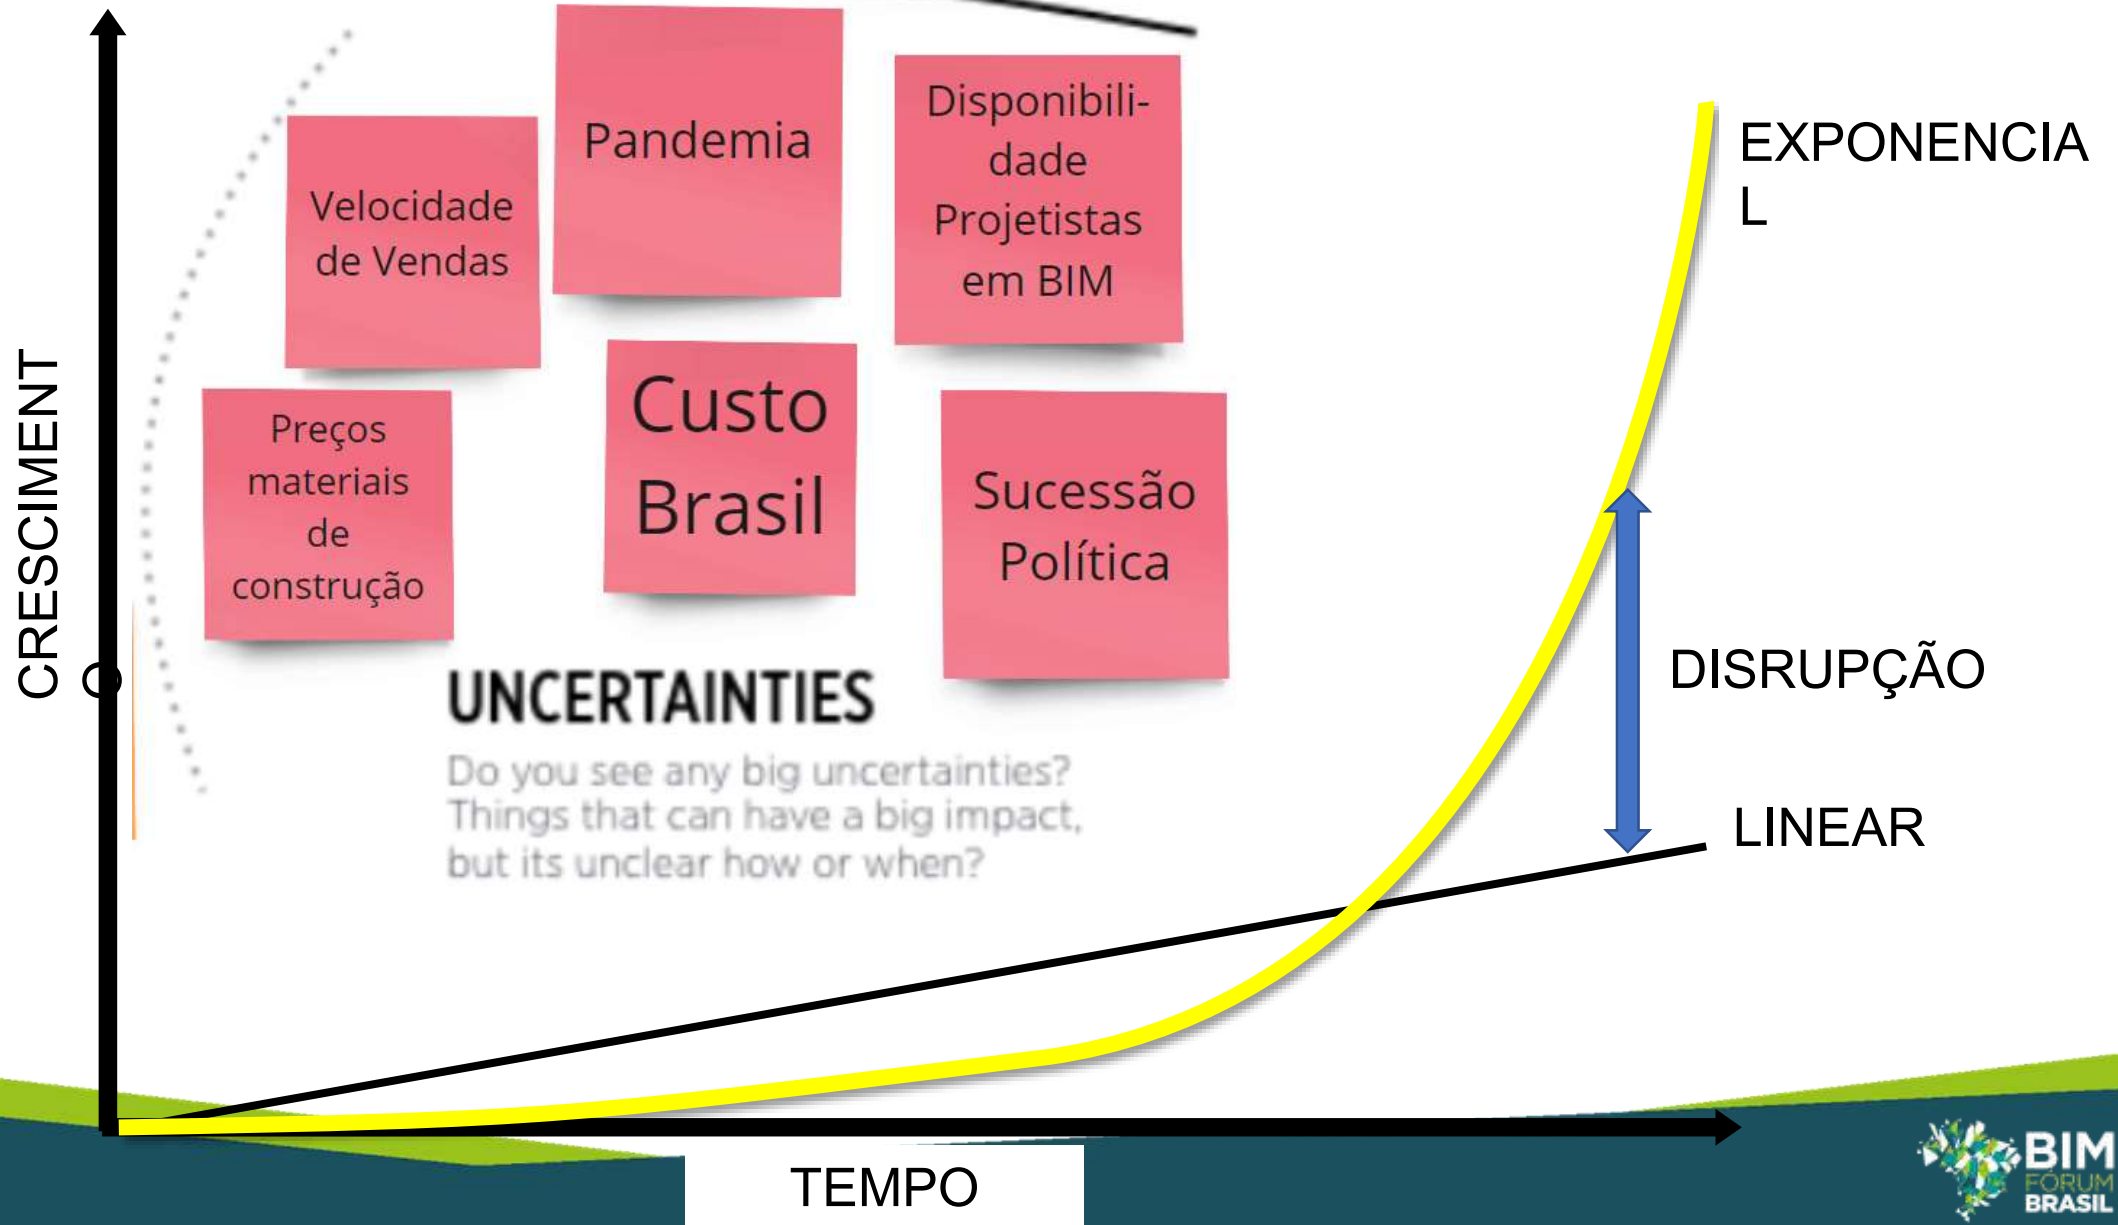 Pandemia
Disponibili-
dade
Projetistas
em BIM
Velocidade
de Vendas
Preços
materiais
de
construção
Custo
Brasil
Sucessão
Política
UNCERTAINTIES
Do you see any big uncertainties?
Things that can have a big impact,
but its unclear how or when?
CRESCIMENT
O
EXPONENCIA
L
DISRUPÇÃO
LINEAR
TEMPO
BIM
FÓRUM
BRASIL